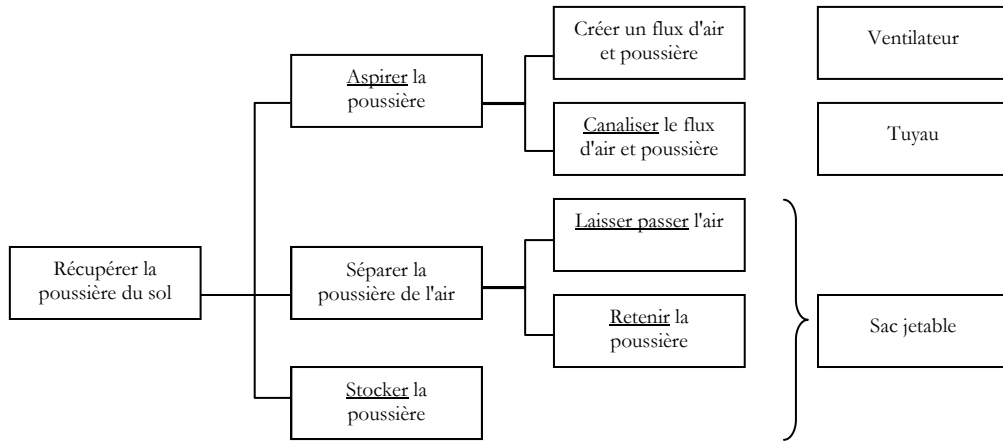 Créer un flux d'air
et poussière
Ventilateur
Aspirer la
poussière
Canaliser le flux
d'air et poussière
Tuyau
Laisser passer l'air
Récupérer la
poussière du sol
Séparer la
poussière de l'air
Retenir la
poussière
Sac jetable
Stocker la
poussière